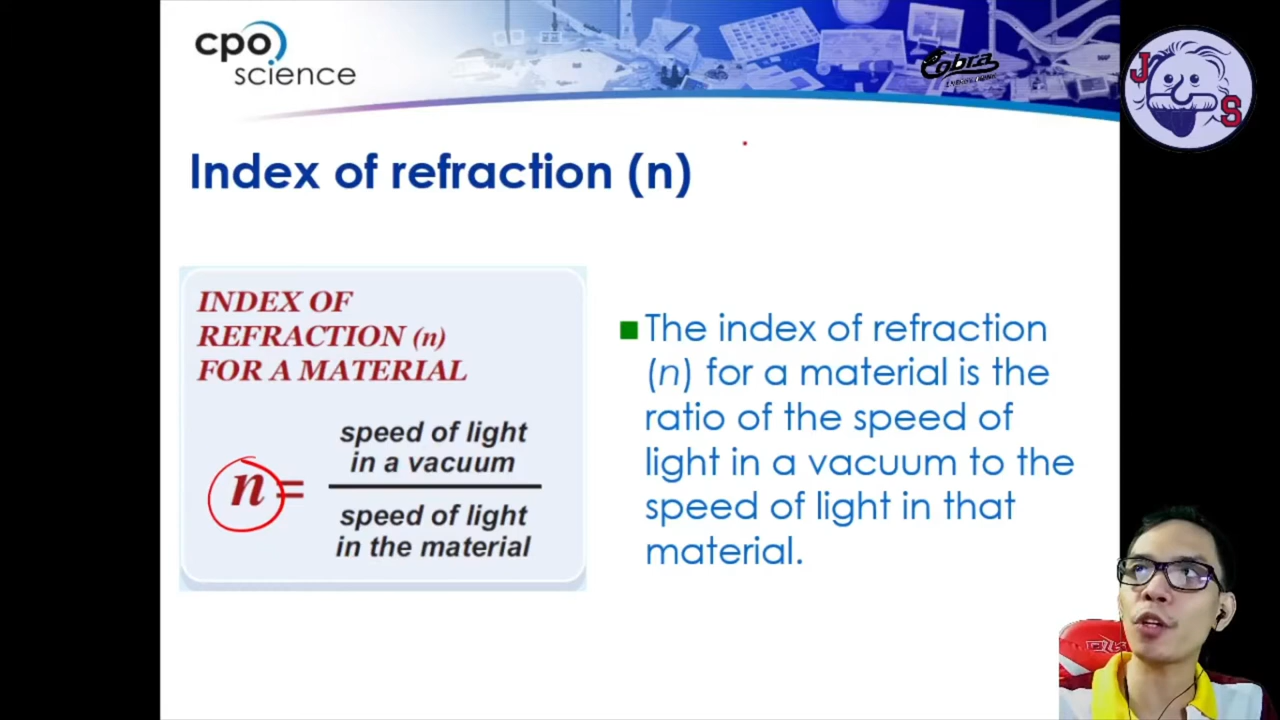 cpo
science
Cobra
J
S
Index of refraction (n)
INDEX OF
REFRACTION (n)
FOR A MATERIAL
n =
speed of light
in a vacuum
speed of light
in the material
The index of refraction
(n) for a material is the
ratio of the speed of
light in a vacuum to the
speed of light in that
material.